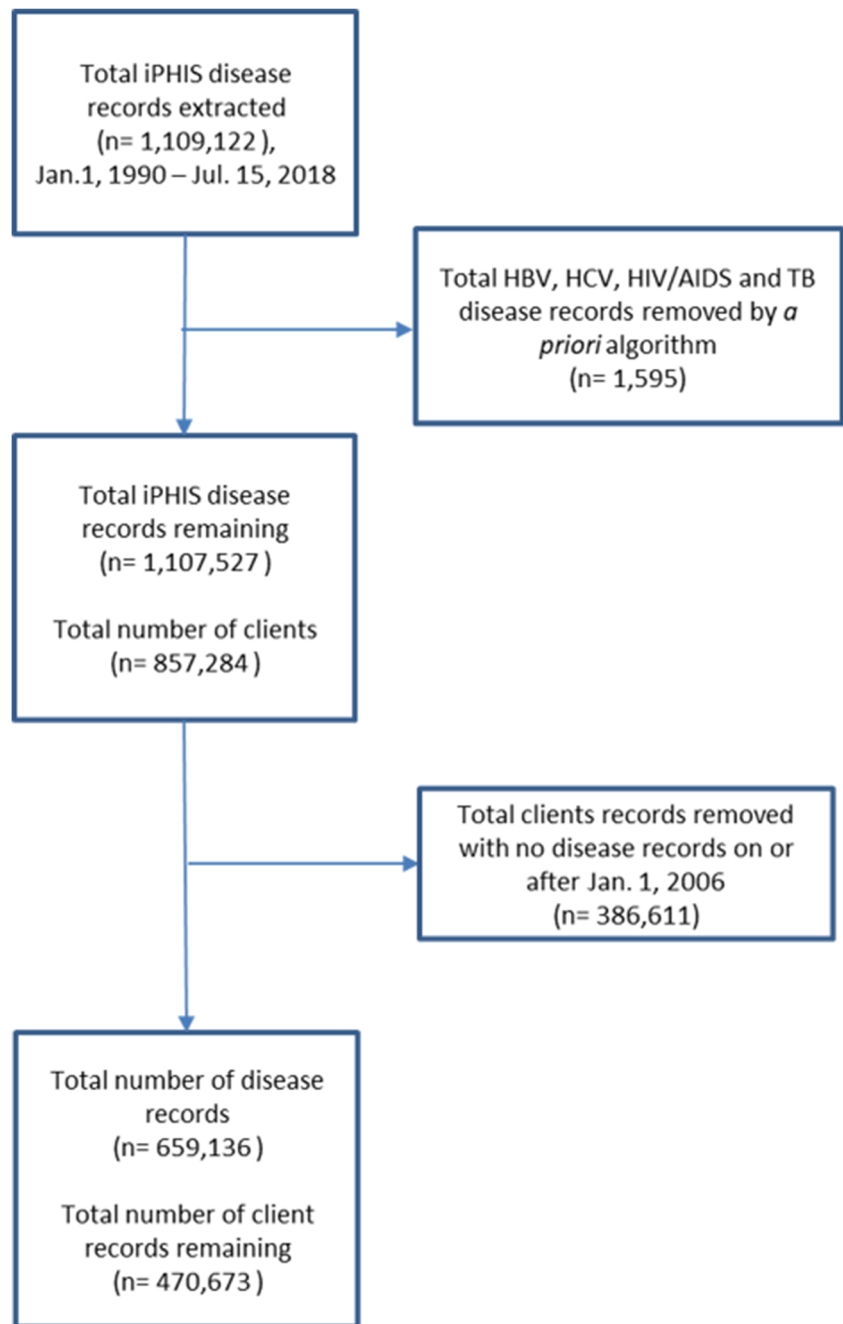 Total iPHIS disease
records extracted
(n= 1,109,122 ),
Jan.1, 1990 – Jul. 15, 2018
Total HBV, HCV, HIV/AIDS and TB
disease records removed by a
priori algorithm
(n= 1,595)
Total iPHIS disease
records remaining
(n= 1,107,527 )
Total number of clients
(n= 857,284 )
Total clients records removed
with no disease records on or
after Jan. 1, 2006
(n= 386,611)
Total number of disease
records
(n= 659,136)
Total number of client
records remaining
(n= 470,673 )